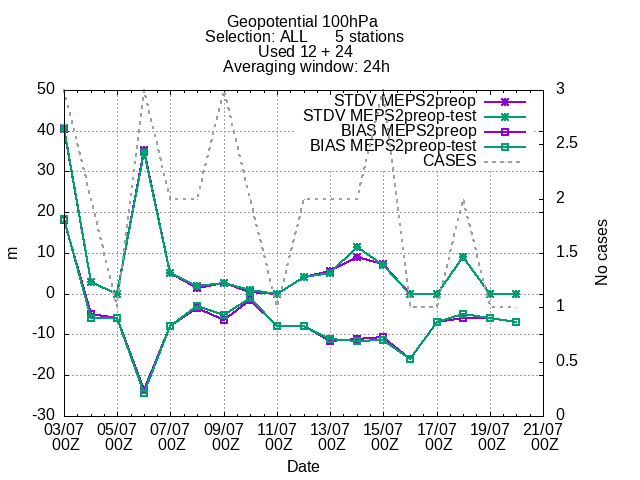 Geopotential 100hPa
Selection: ALL 5 stations
Used 12 + 24
Averaging window: 24h
STDV MEPS2preop
STDV MEPS2preop-test
BIAS MEPS2preop
BIAS MEPS2preop-test
CASES
50
40
30
20
10
0
-10
-20
-30
m
3
2.5
2
1.5
1
0.5
0
No cases
03/07 05/07 07/07 09/07 11/07 13/07 15/07 17/07 19/07 21/07
00Z 00Z 00Z 00Z 00Z 00Z 00Z 00Z 00Z 00Z
Date